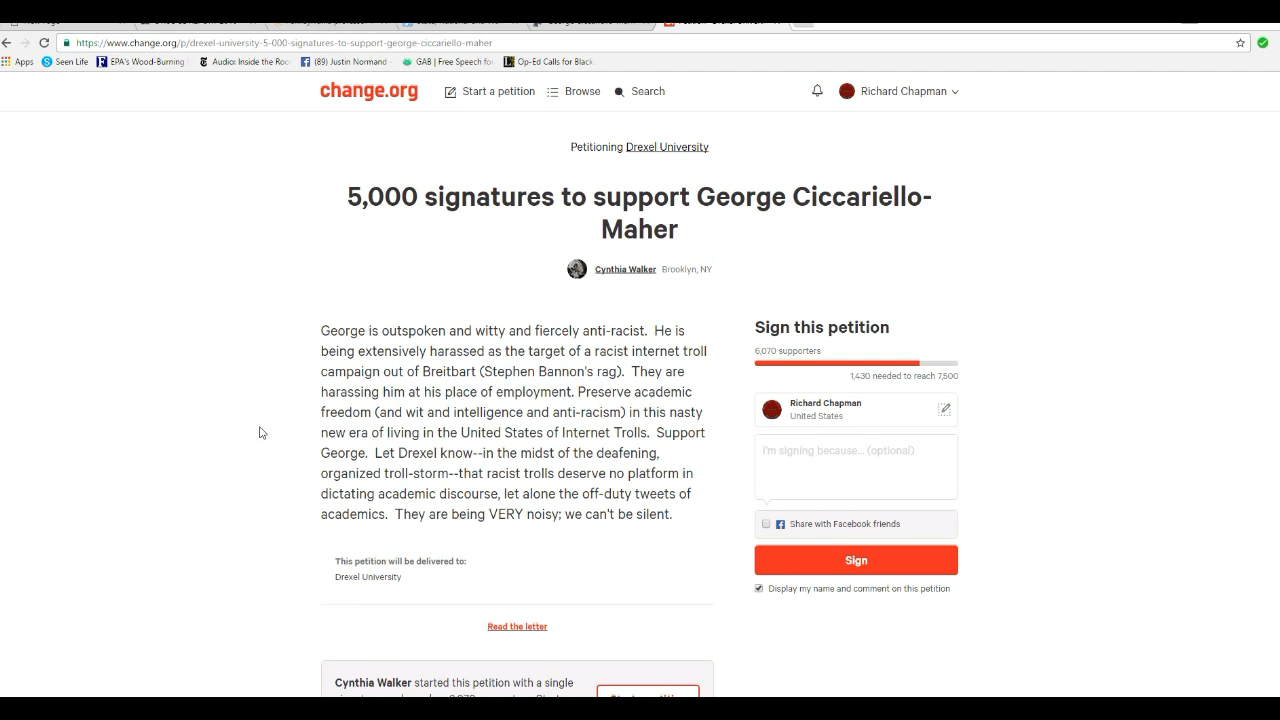 https://www.change.org/p/drexel-university-5-000-signatures-to-support-george-ciccariello-maher
Apps Seen Life EPA's Wood-Burning Audio: Inside the Roo (89) Justin Normand GAB | Free Speech fo Op-Ed Calls for Black
change.org Start a petition Browse Search Richard Chapman
Petitioning Drexel University
5,000 signatures to support George Ciccariello-
Maher
Cynthia Walker Brooklyn, NY
George is outspoken and witty and fiercely anti-racist. He is
being extensively harassed as the target of a racist internet troll
campaign out of Breitbart (Stephen Bannon's rag). They are
harassing him at his place of employment. Preserve academic
freedom (and wit and intelligence and anti-racism) in this nasty
new era of living in the United States of Internet Trolls. Support
George. Let Drexel know--in the midst of the deafening,
organized troll-storm--that racist trolls deserve no platform in
dictating academic discourse, let alone the off-duty tweets of
academics. They are being VERY noisy; we can't be silent.
This petition will be delivered to:
Drexel University
Read the letter
Cynthia Walker started this petition with a single
Sign this petition
6,070 supporters
1,430 needed to reach 7,500
Richard Chapman
United States
I'm signing because... (optional)
Share with Facebook friends
Sign
Display my name and comment on this petition